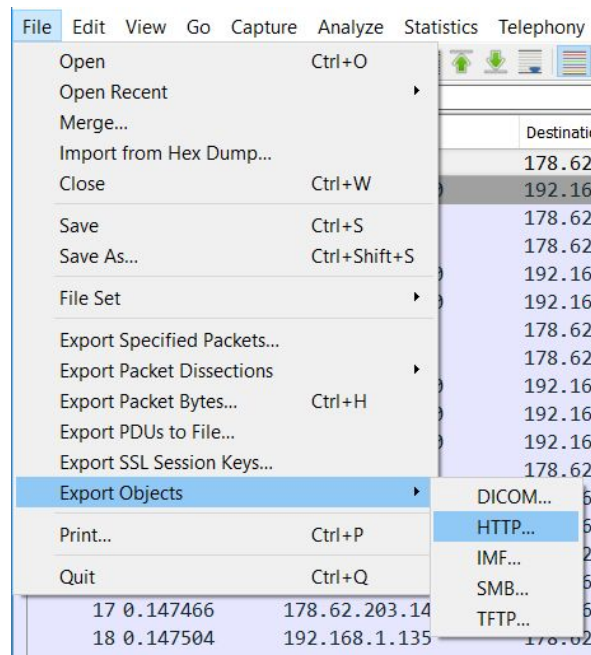 File Edit View Go Capture Analyze Statistics Telephony
Open Ctrl+O
Open Recent
Merge...
Import from Hex Dump...
Close Ctrl+W
Save Ctrl+S
Save As... Ctrl+Shift+S
File Set
Export Specified Packets...
Export Packet Dissections
Export Packet Bytes... Ctrl+H
Export PDUs to File...
Export SSL Session Keys...
Export Objects
Print... Ctrl+P
Quit Ctrl+Q
DICOM...
HTTP...
IMF...
SMB...
TFTP...
Destinati
178.62
192.16
178.62
178.62
192.16
192.16
178.62
178.62
192.16
192.16
192.16
178.62
17 0.147466 178.62.203.14
18 0.147504 192.168.1.135 178.62